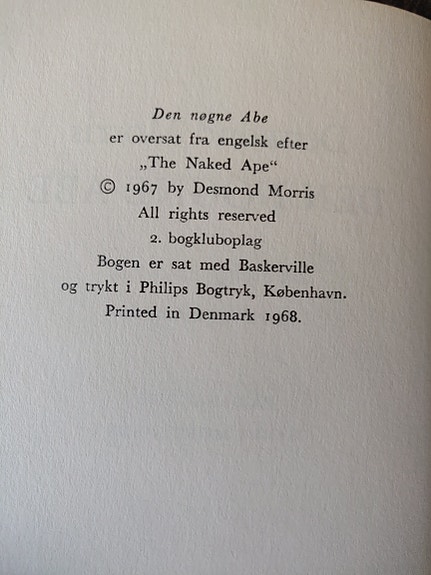 Den nøgne Abe
er oversat fra engelsk efter
„The Naked Ape“
© 1967 by Desmond Morris
All rights reserved
2. bogkluboplag
Bogen er sat med Baskerville
og trykt i Philips Bogtryk, København.
Printed in Denmark 1968.